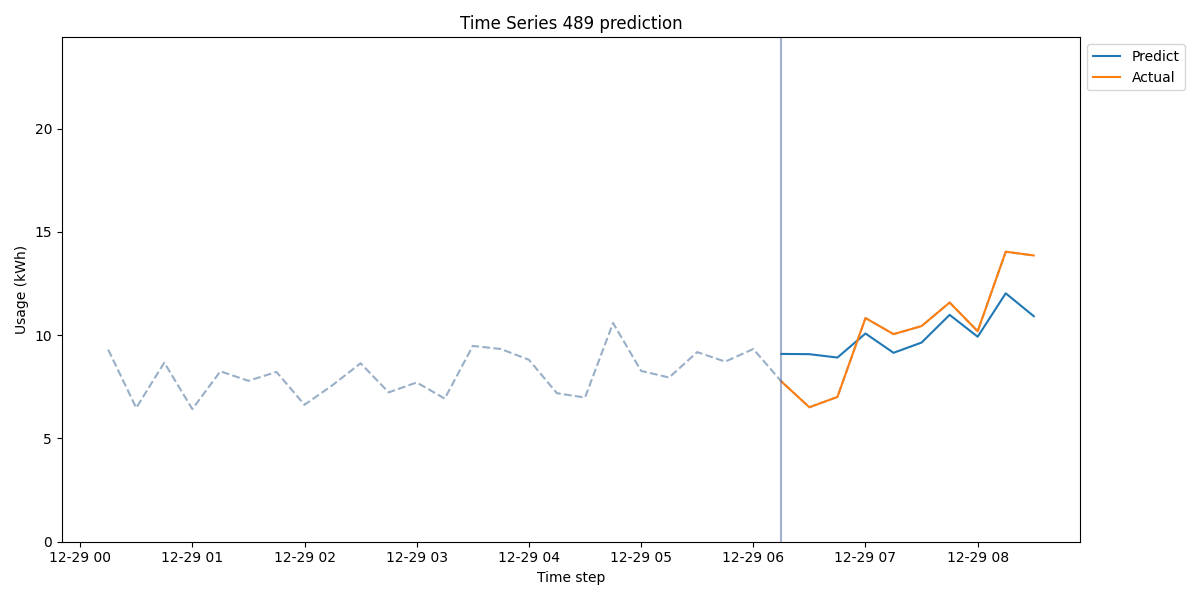 Time Series 489 prediction
Predict
Actual
Usage (kWh)
20
15
10
5
0
12-29 00 12-29 01 12-29 02 12-29 03 12-29 04 12-29 05 12-29 06 12-29 07 12-29 08
Time step